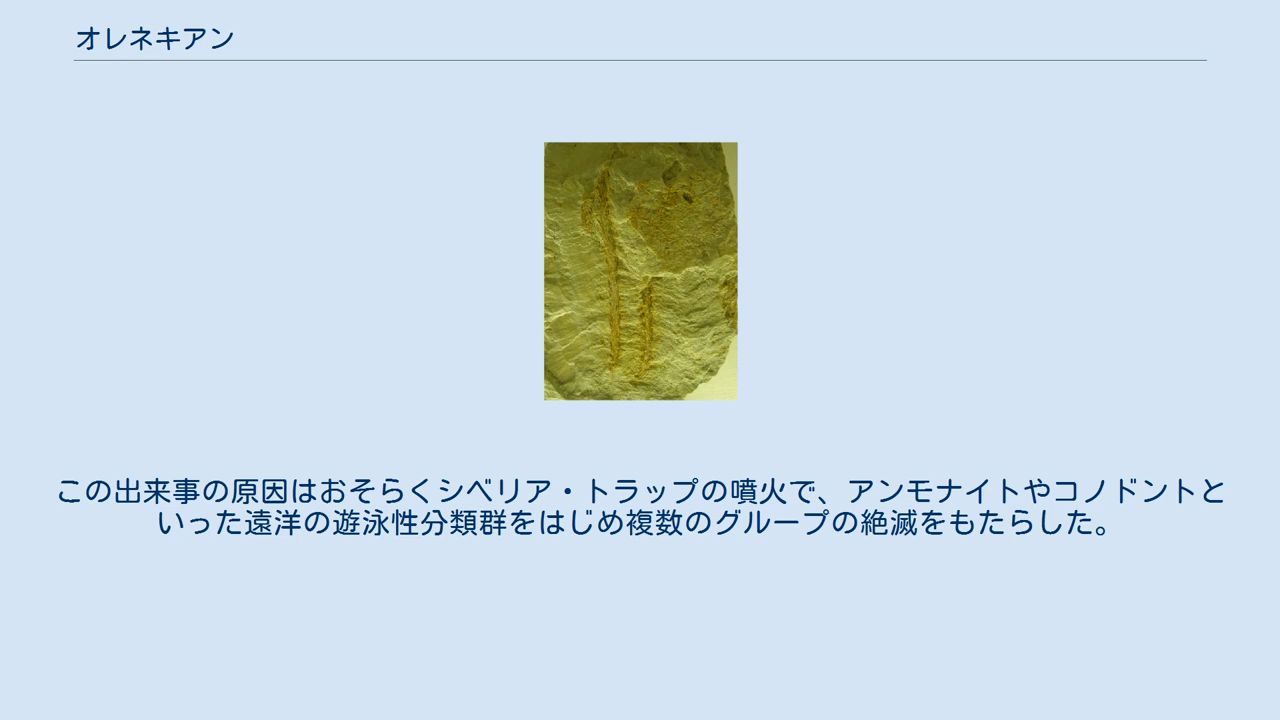 オレネキアン
この出来事の原因はおそらくシベリア・トラップの噴火で、アンモナイトやコノドントと
いった遠洋の遊泳性分類群をはじめ複数のグループの絶滅をもたらした。